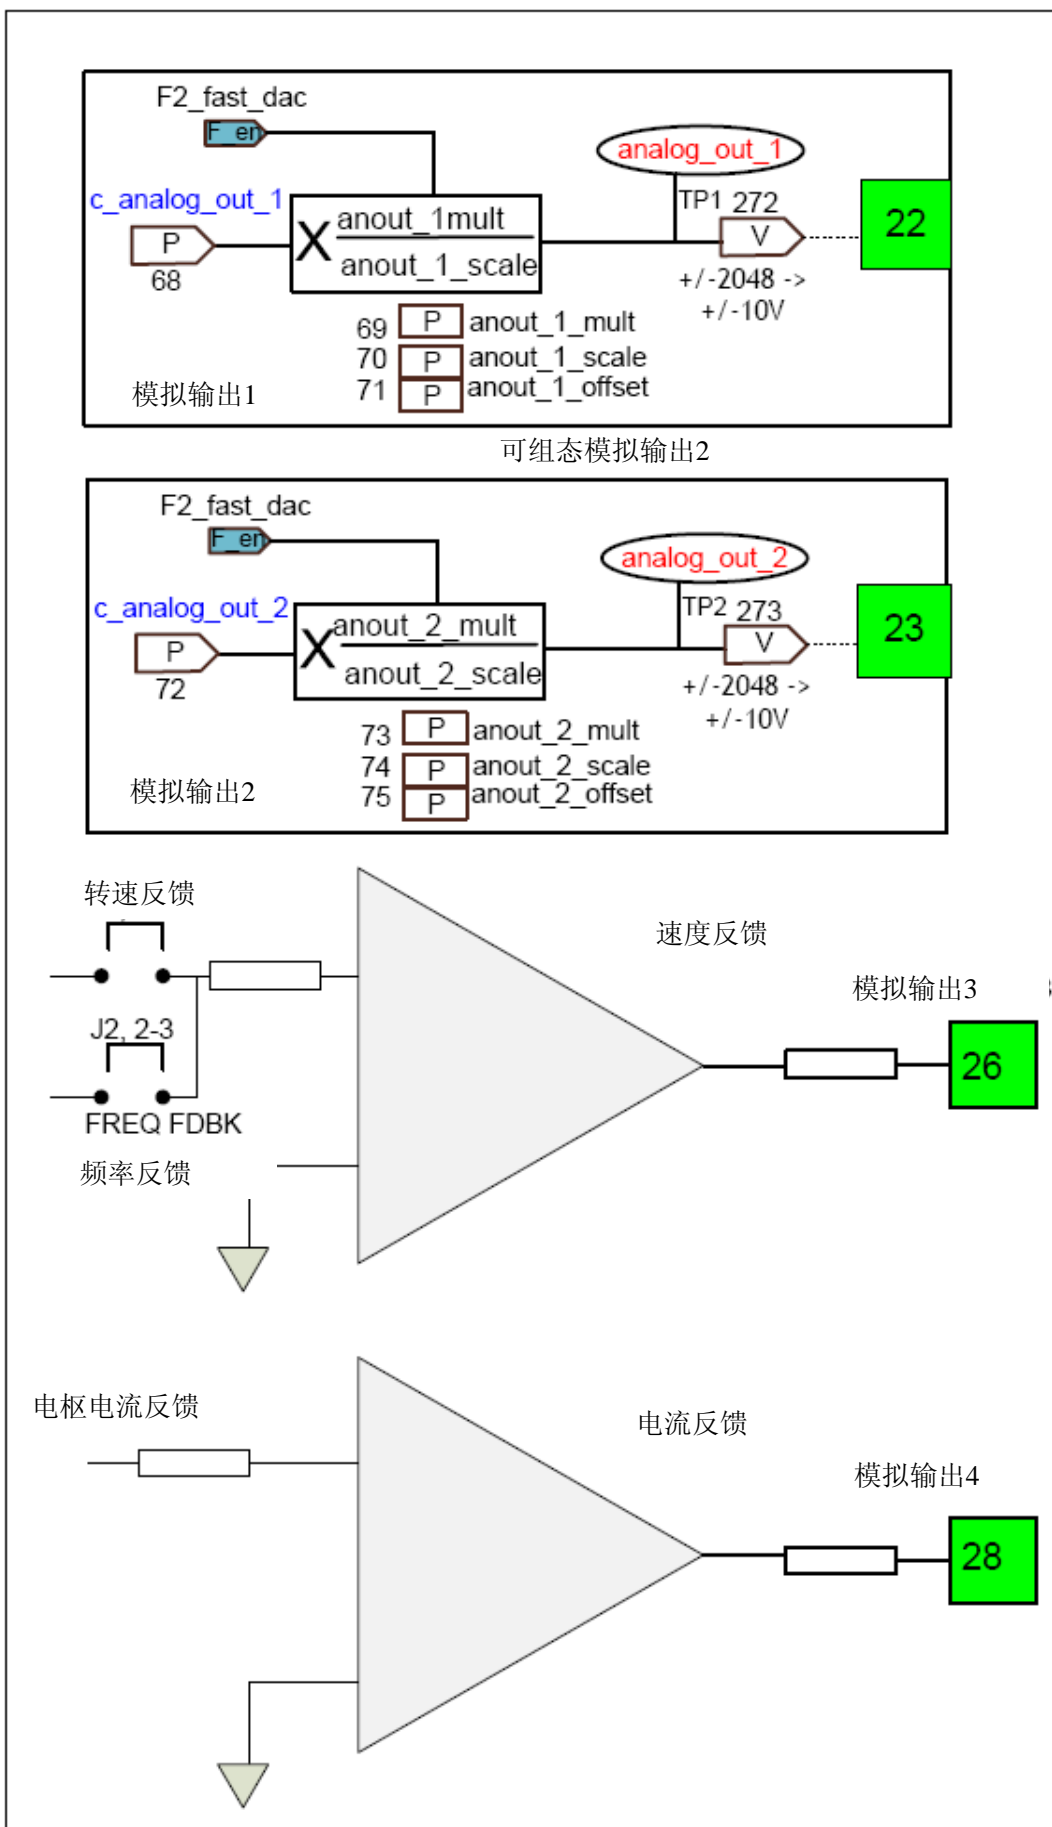 F2_fast_dac
F_en
analog_out_1
c_analog_out_1
P
68
X
anout_1mult
anout_1_scale
TP1
272
V
22
+/-2048 ->
+/-10V
69
P
anout_1_mult
70
P
anout_1_scale
71
P
anout_1_offset
模拟输出1
可组态模拟输出2
F2_fast_dac
F_en
analog_out_2
c_analog_out_2
P
72
X
anout_2_mult
anout_2_scale
TP2
273
V
23
+/-2048 ->
+/-10V
73
P
anout_2_mult
74
P
anout_2_scale
75
P
anout_2_offset
模拟输出2
转速反馈
速度反馈
模拟输出3
J2, 2-3
26
FREQ FDBK
频率反馈
电枢电流反馈
电流反馈
模拟输出4
28